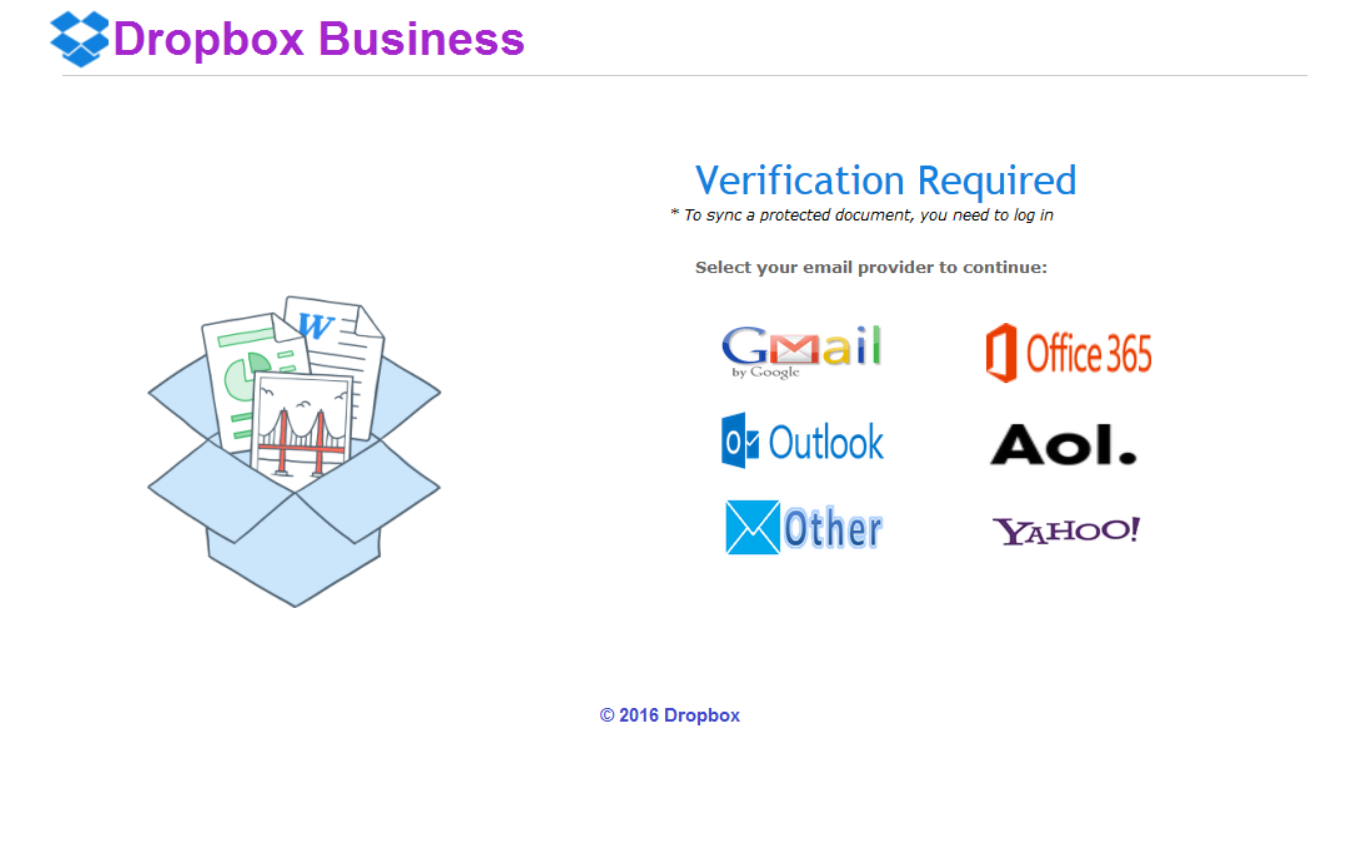 Dropbox Business
Verification Required
* To sync a protected document, you need to log in
Select your email provider to continue:
W
Gmail
by Google
Office 365
Outlook
Aol.
Other
YAHOO!
© 2016 Dropbox